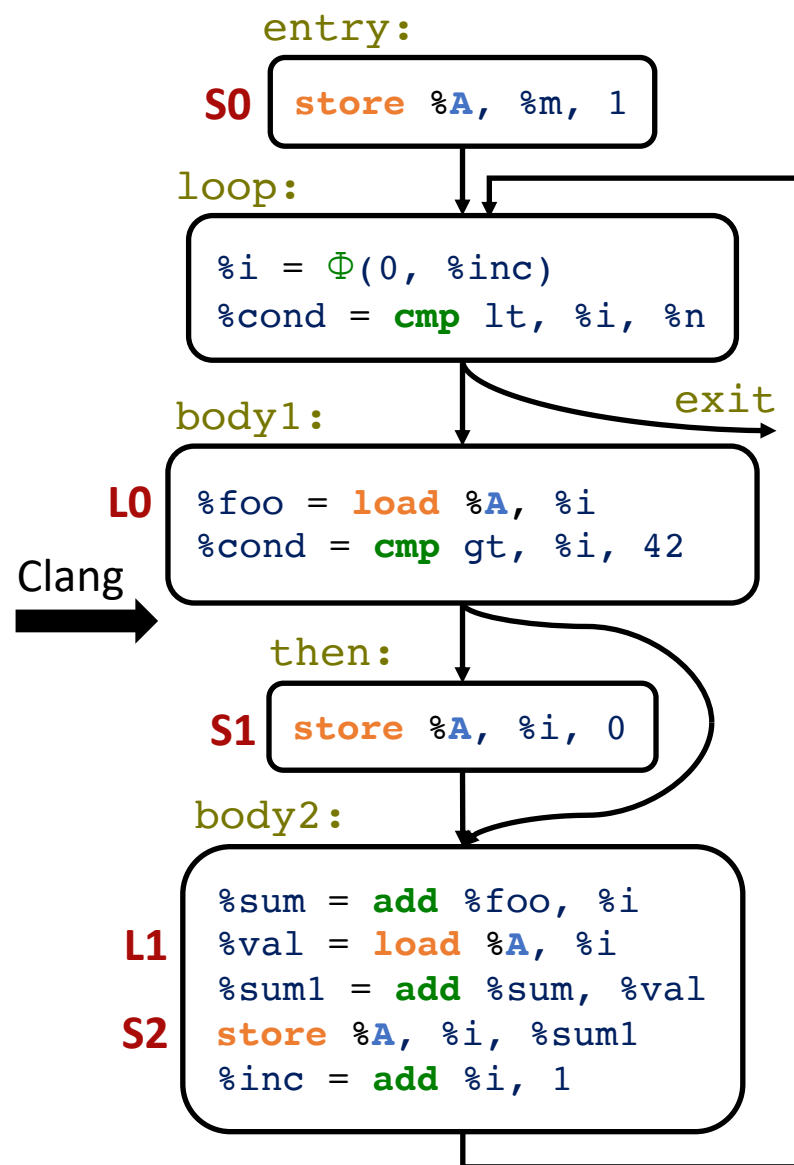 entry:
S0 store %A, %m, 1
loop:
%i = Φ(0, %inc)
%cond = cmp lt, %i, %n
exit
body1:
L0 %foo = load %A, %i
%cond = cmp gt, %i, 42
Clang
then:
S1 store %A, %i, 0
body2:
%sum = add %foo, %i
L1 %val = load %A, %i
%sum1 = add %sum, %val
S2 store %A, %i, %sum1
%inc = add %i, 1